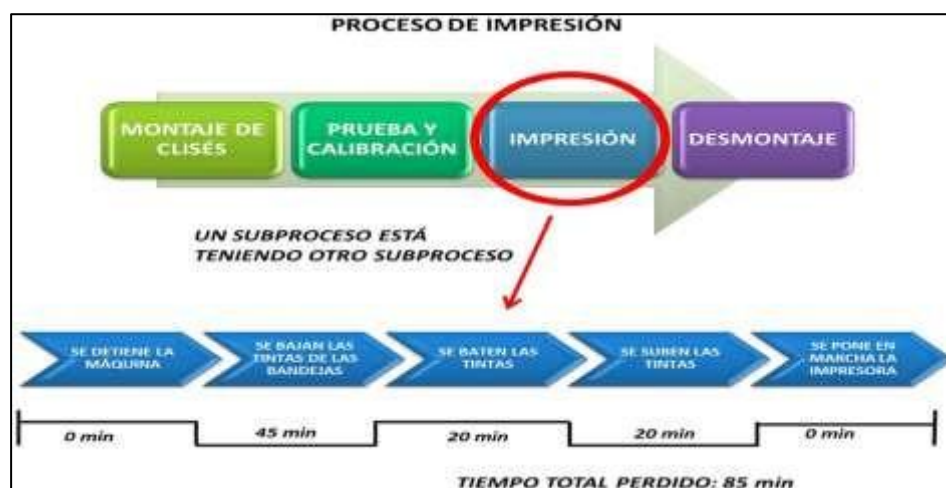 PROCESO DE IMPRESIÓN
MONTAJE DE
CLISÉS
PRUEBA Y
CALIBRACIÓN
IMPRESIÓN
DESMONTAJE
UN SUBPROCESO ESTÁ
TENIENDO OTRO SUBPROCESO
SE DETIENE LA
MÁQUINA
SE BAJAN LAS
TINTAS DE LAS
BANDEJAS
SE BATEN LAS
TINTAS
SE SUBEN LAS
TINTAS
SE PONE EN
MARCHA LA
IMPRESORA
0 min
45 min
20 min
20 min
0 min
TIEMPO TOTAL PERDIDO: 85 min